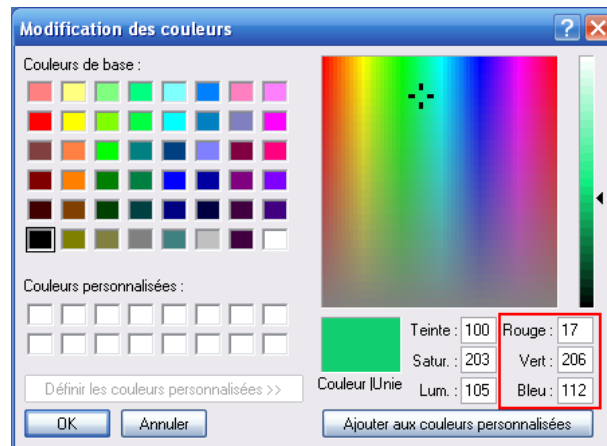 Modification des couleurs
Couleurs de base :
Couleurs personnalisées :
Définir les couleurs personnalisées >>
OK Annuler
Couleur |Unie
Teinte : 100 Rouge : 17
Satur. : 203 Vert : 206
Lum. : 105 Bleu : 112
Ajouter aux couleurs personnalisées